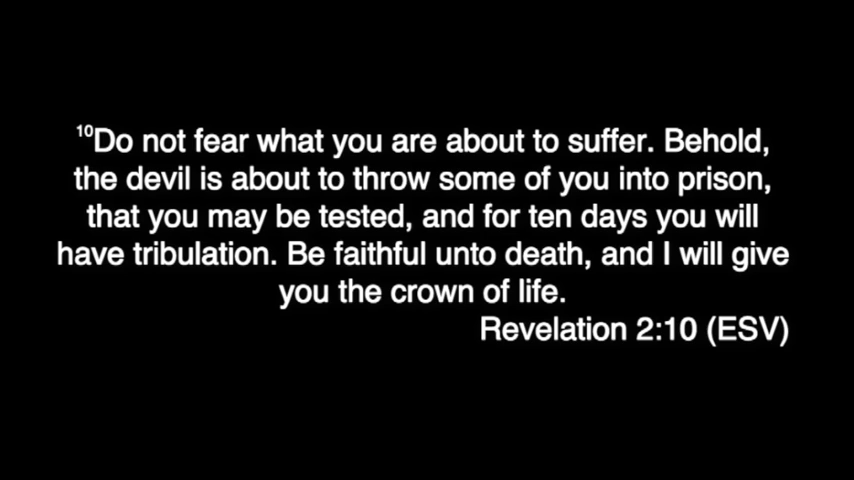 10Do not fear what you are about to suffer. Behold,
the devil is about to throw some of you into prison,
that you may be tested, and for ten days you will
have tribulation. Be faithful unto death, and I will give
you the crown of life.
Revelation 2:10 (ESV)